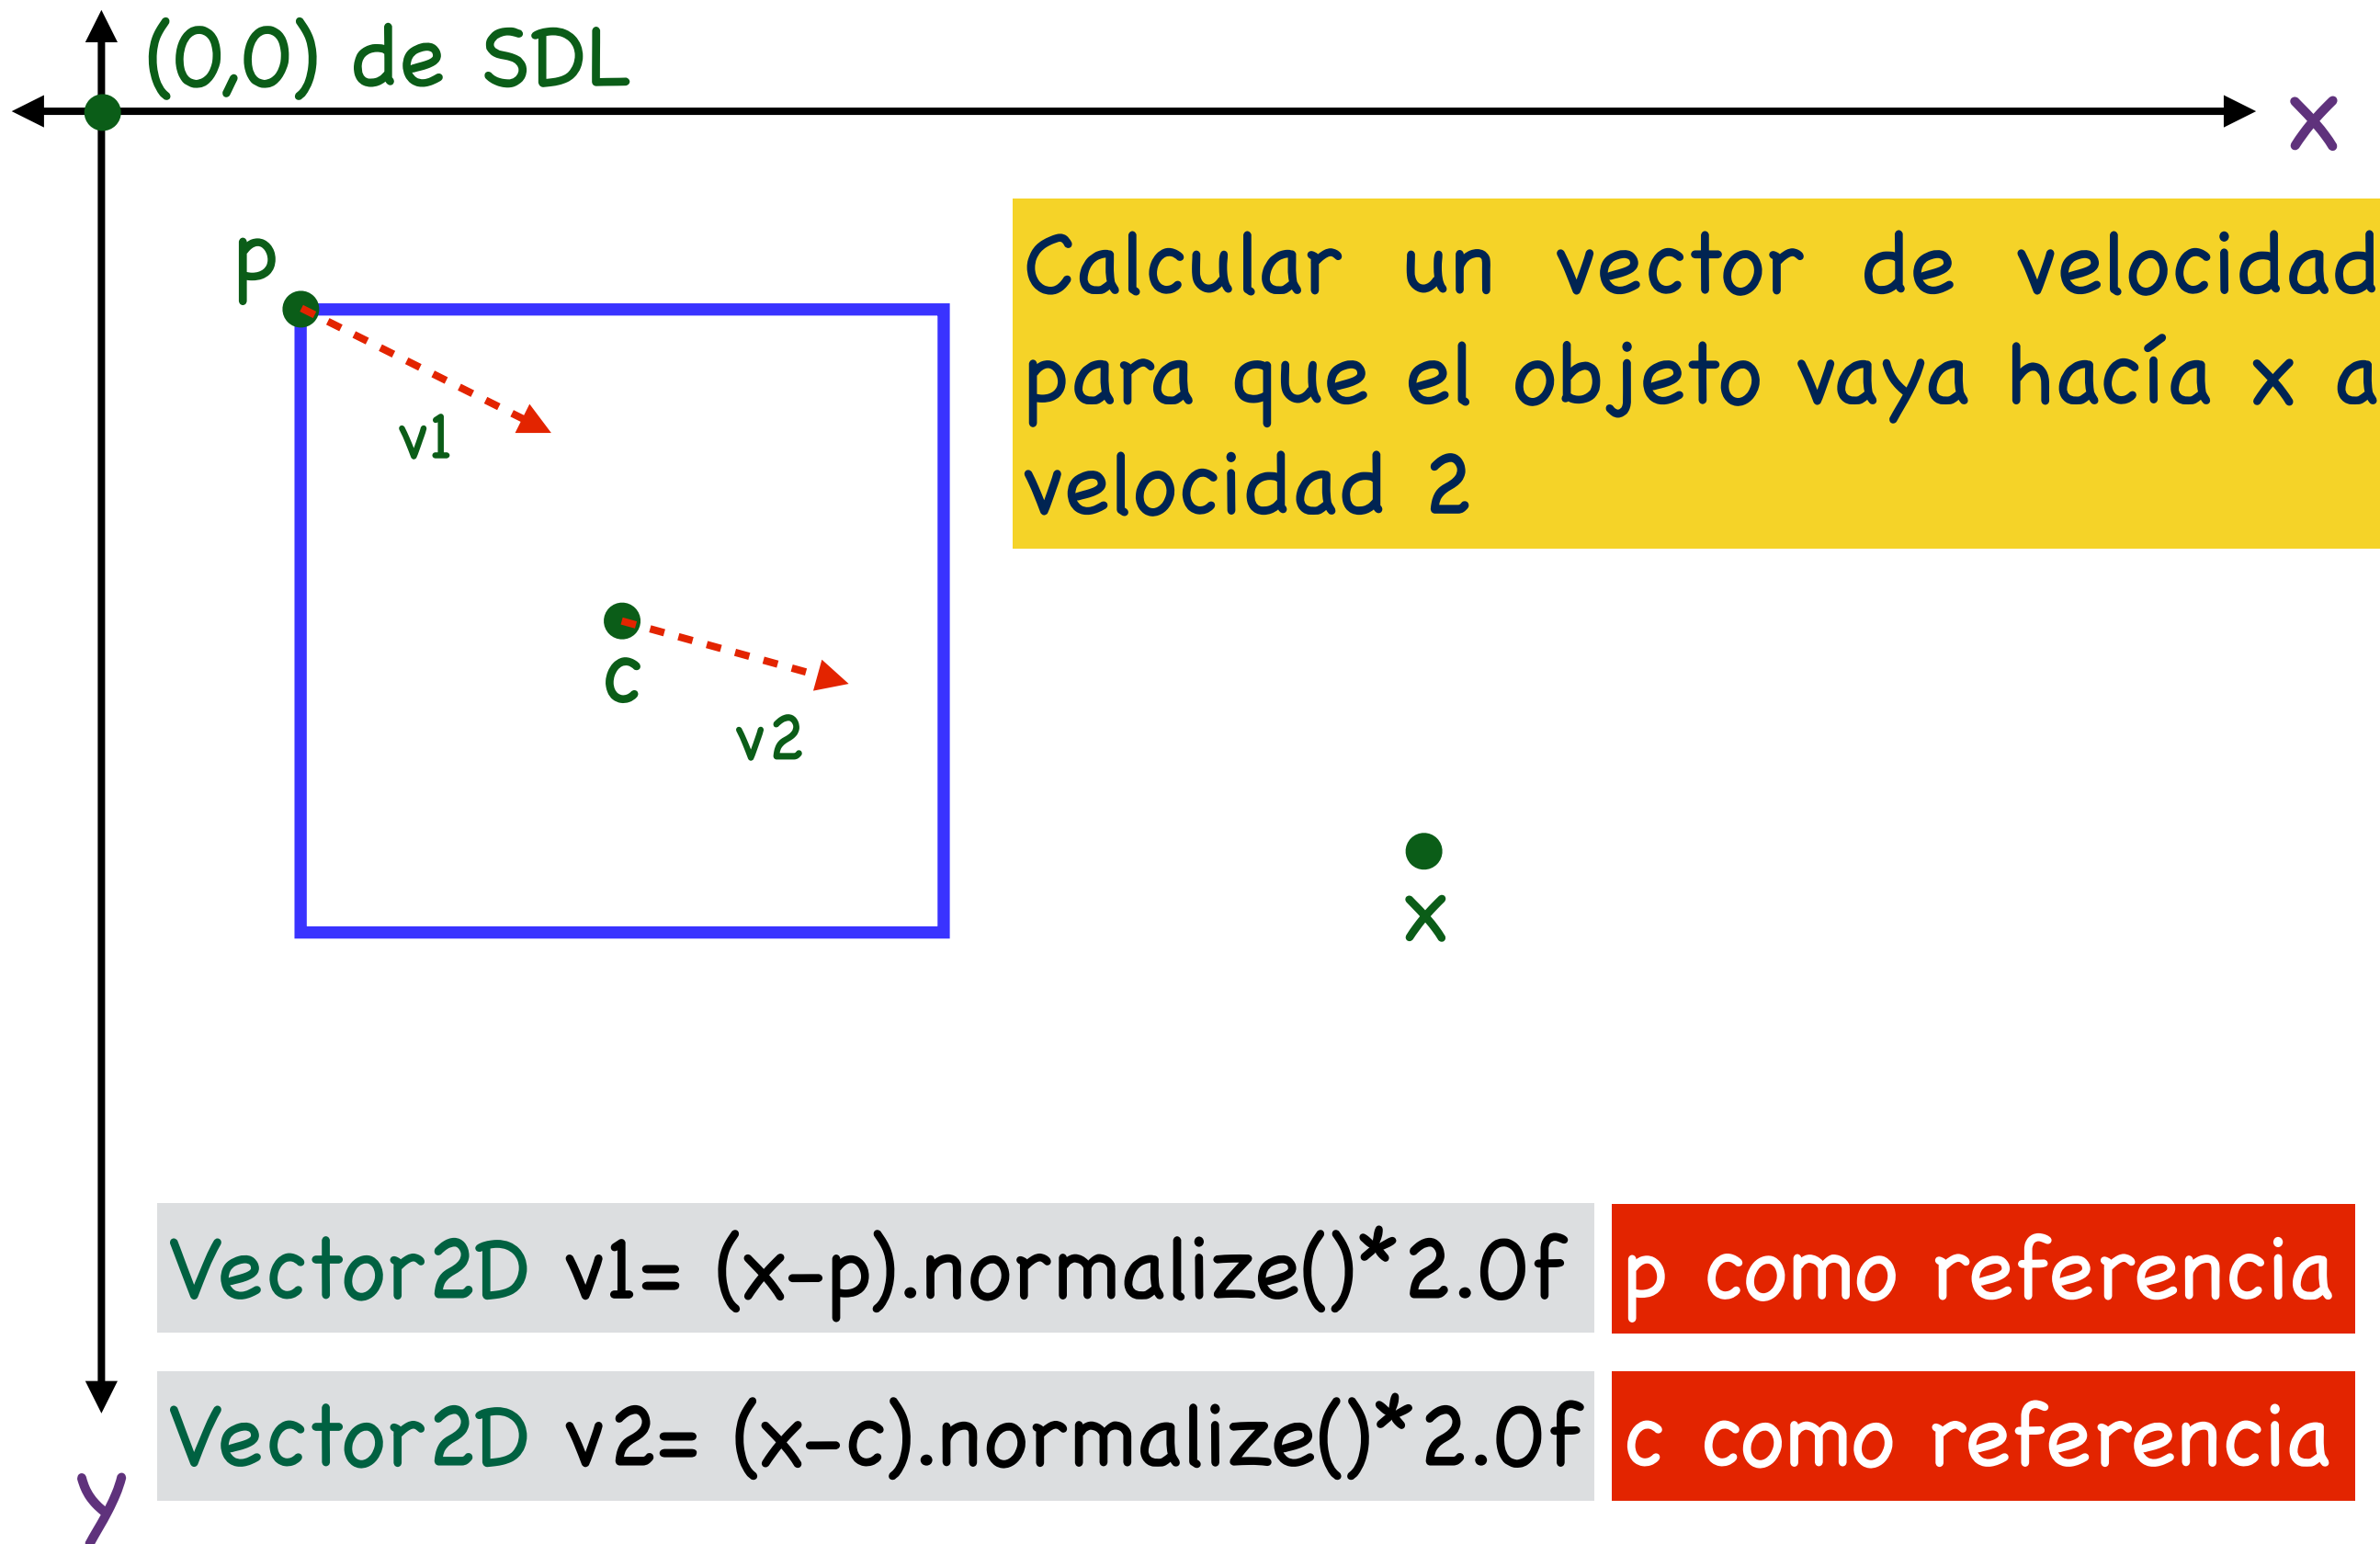 (0,0) de SDL
x
p
Calcular un vector de velocidad
para que el objeto vaya hacía x a
velocidad 2
v1
c
v2
x
Vector2D v1= (x-p).normalize()*2.0f
p como referencia
Vector2D v2= (x-c).normalize()*2.0f
c como referencia
y